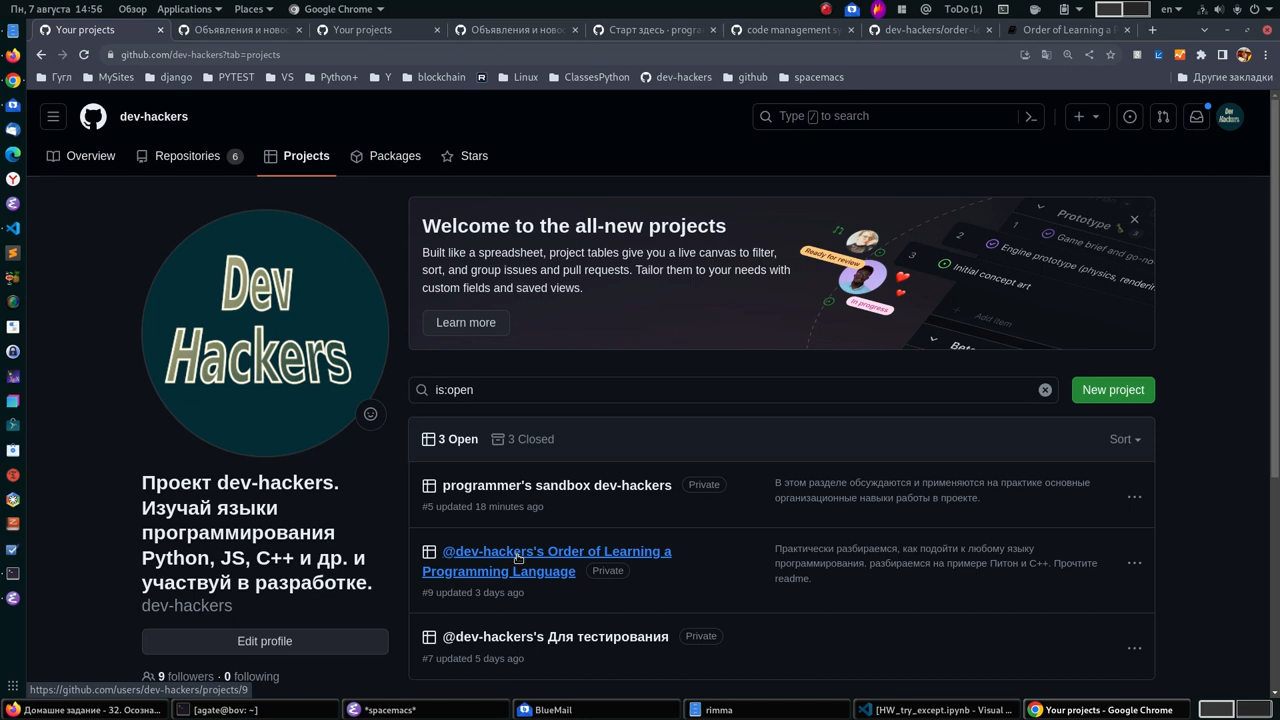 Пн, 7 августа 14:56 Обзор Applications Places Google Chrome ToDo(1) en
Your projects Объявления и новос Your projects Объявления и новос Старт здесь - progra code management sy dev-hackers/order-l Order of Learning a P
github.com/dev-hackers?tab=projects
Гугл MySites django PYTEST VS Python+ Y blockchain R Linux ClassesPython dev-hackers github spacemacs Другие закладки
dev-hackers Type / to search
Overview Repositories 6 Projects Packages Stars
Welcome to the all-new projects
Built like a spreadsheet, project tables give you a live canvas to filter,
sort, and group issues and pull requests. Tailor them to your needs with
custom fields and saved views.
Learn more
Ready for review
In progress
Prototype
1 Game brief and go-no
2 Engine prototype (physics, renderi
3 Initial concept art
Add item
Beta
Dev
Hackers
is:open New project
3 Open 3 Closed Sort
programmer's sandbox dev-hackers Private
#5 updated 18 minutes ago
В этом разделе обсуждаются и применяются на практике основные
организационные навыки работы в проекте.
@dev-hackers's Order of Learning a
Programming Language Private
#9 updated 3 days ago
Практически разбираемся, как подойти к любому языку
программирования. разбираемся на примере Питон и С++. Прочтите
readme.
@dev-hackers's Для тестирования Private
#7 updated 5 days ago
Проект dev-hackers.
Изучай языки
программирования
Python, JS, C++ и др. и
участвуй в разработке.
dev-hackers
Edit profile
9 followers · 0 following
https://github.com/users/dev-hackers/projects/9
Домашне задание - 32. Осозна... [agate@bov: ~] *spacemacs* BlueMail rimma [HW_try_except.ipynb - Visual ... Your projects - Google Chrome